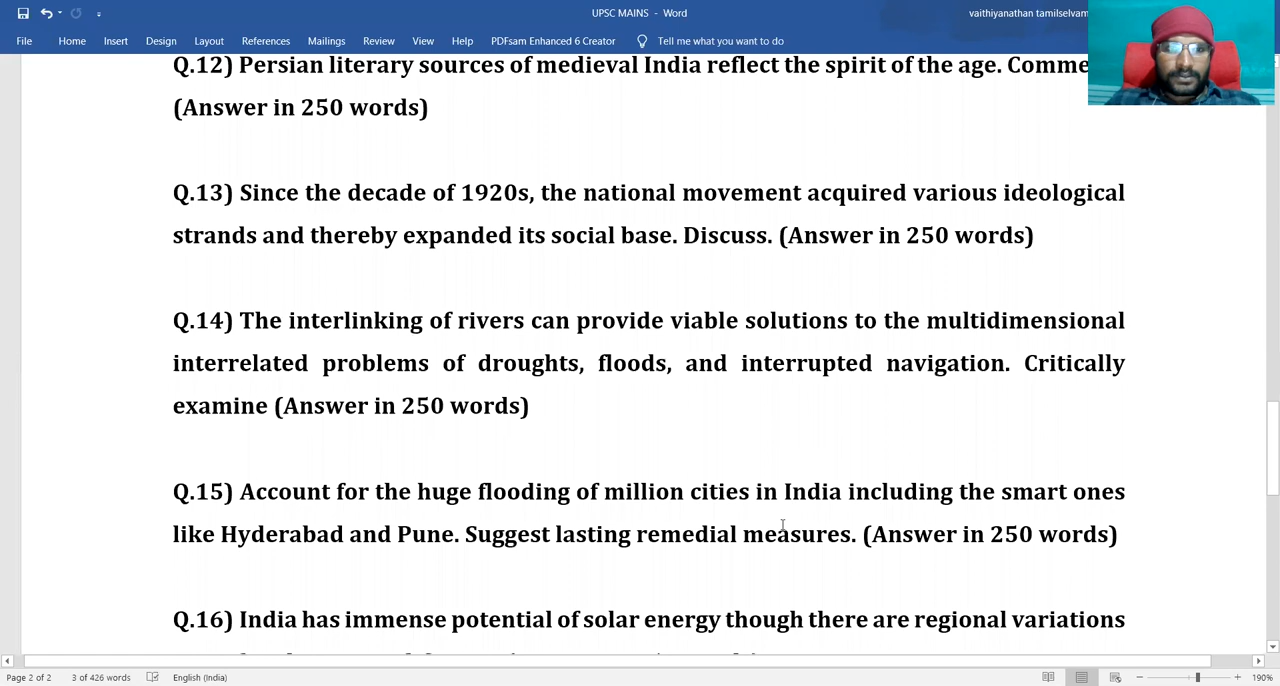 UPSC MAINS - Word
vaithiyanathan tamilselvam
File Home Insert Design Layout References Mailings Review View Help PDFsam Enhanced 6 Creator Tell me what you want to do
Q.12) Persian literary sources of medieval India reflect the spirit of the age. Comme
(Answer in 250 words)
Q.13) Since the decade of 1920s, the national movement acquired various ideological
strands and thereby expanded its social base. Discuss. (Answer in 250 words)
Q.14) The interlinking of rivers can provide viable solutions to the multidimensional
interrelated problems of droughts, floods, and interrupted navigation. Critically
examine (Answer in 250 words)
Q.15) Account for the huge flooding of million cities in India including the smart ones
like Hyderabad and Pune. Suggest lasting remedial measures. (Answer in 250 words)
Q.16) India has immense potential of solar energy though there are regional variations
Page 2 of 2 3 of 426 words English (India) 190%